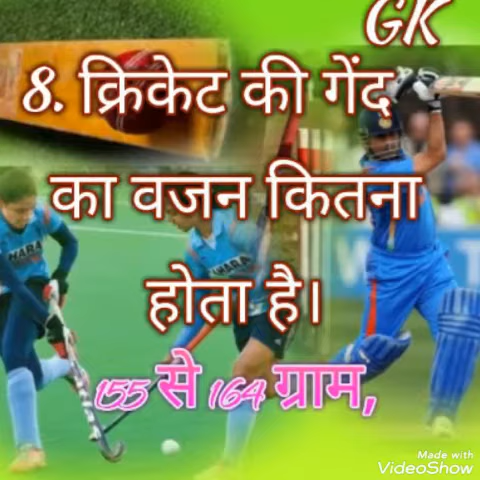 GK
8. क्रिकेट की गेंद
का वजन कितना
होता है।
155 से 164 ग्राम,
Made with
VideoShow